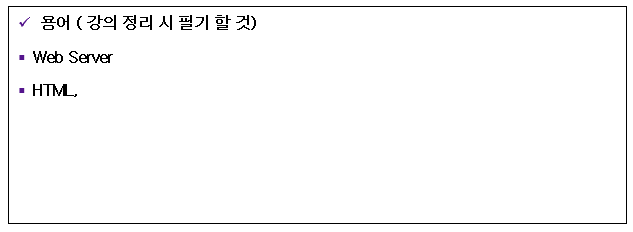 ✓ 용어 ( 강의 정리 시 필기 할 것)
▪ Web Server
▪ HTML,